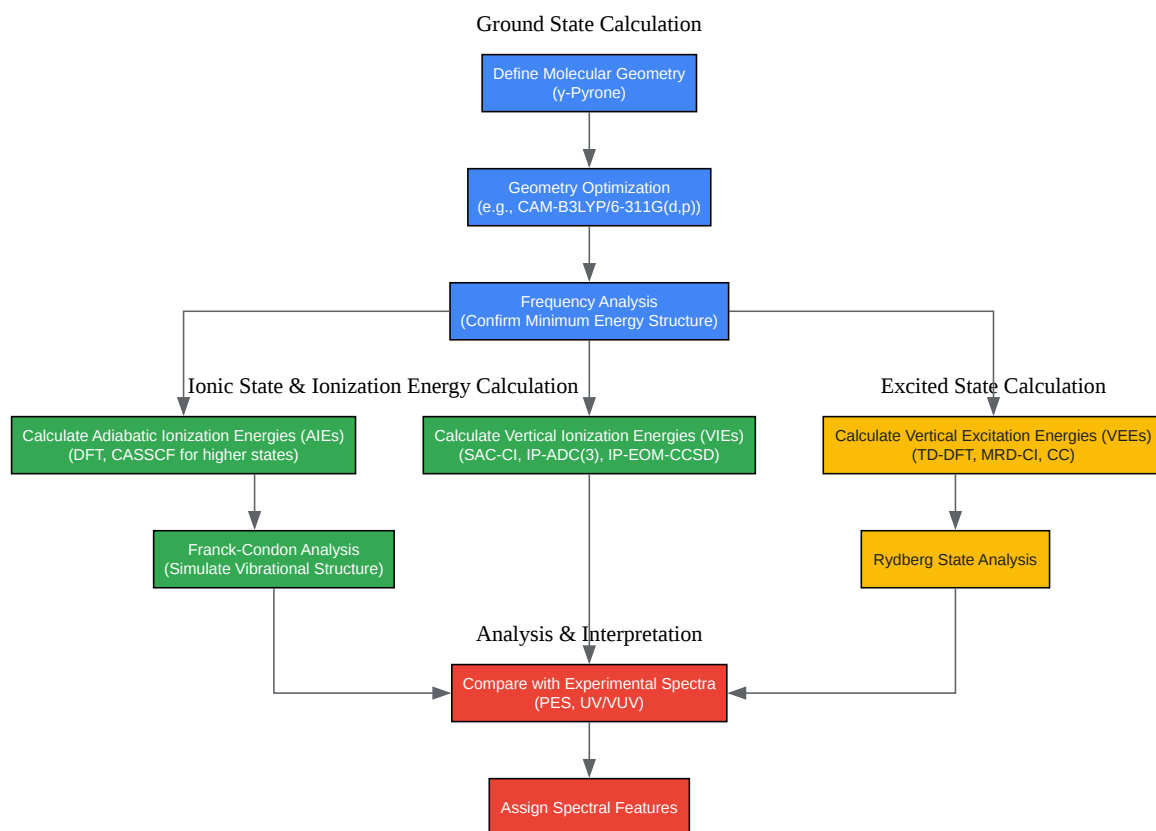 Ground State Calculation
Define Molecular Geometry
(γ-Pyrone)
Geometry Optimization
(e.g., CAM-B3LYP/6-311G(d,p))
Frequency Analysis
(Confirm Minimum Energy Structure)
Ionic State & Ionization Energy Calculation
Excited State Calculation
Calculate Adiabatic Ionization Energies (AIEs)
(DFT, CASSCF for higher states)
Calculate Vertical Ionization Energies (VIEs)
(SAC-CI, IP-ADC(3), IP-EOM-CCSD)
Calculate Vertical Excitation Energies (VEEs)
(TD-DFT, MRD-CI, CC)
Franck-Condon Analysis
(Simulate Vibrational Structure)
Rydberg State Analysis
Analysis & Interpretation
Compare with Experimental Spectra
(PES, UV/VUV)
Assign Spectral Features